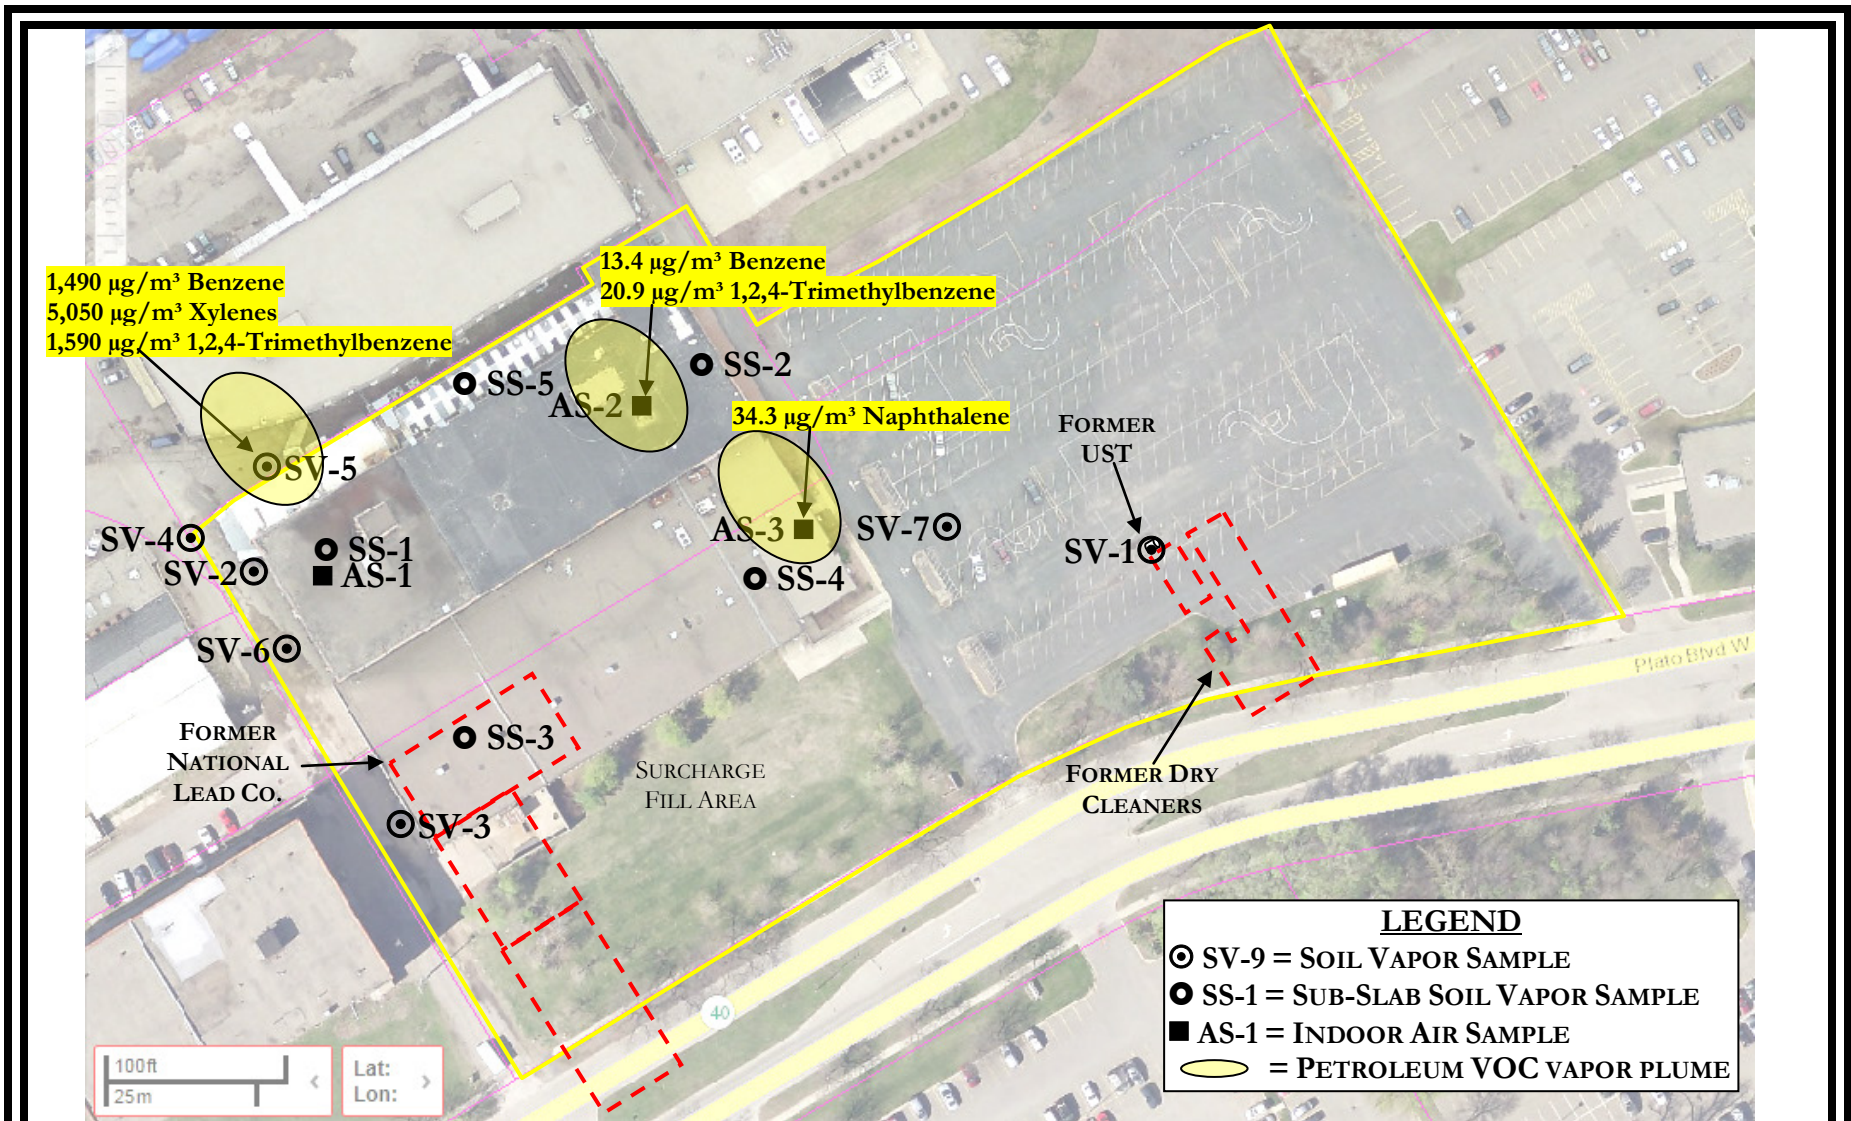 1,490 µg/m³ Benzene
5,050 µg/m³ Xylenes
1,590 µg/m³ 1,2,4-Trimethylbenzene
13.4 µg/m³ Benzene
20.9 µg/m³ 1,2,4-Trimethylbenzene
34.3 µg/m³ Naphthalene
SS-5
AS-2
SS-2
SV-5
SV-4
SV-2
SS-1
AS-1
AS-3
SV-7
SS-4
FORMER
UST
SV-1
SV-6
FORMER
NATIONAL
LEAD CO.
SS-3
SV-3
SURCHARGE
FILL AREA
FORMER DRY
CLEANERS
Plato Blvd W
40
LEGEND
SV-9 = SOIL VAPOR SAMPLE
SS-1 = SUB-SLAB SOIL VAPOR SAMPLE
AS-1 = INDOOR AIR SAMPLE
= PETROLEUM VOC VAPOR PLUME
100ft
25m
Lat:
Lon: